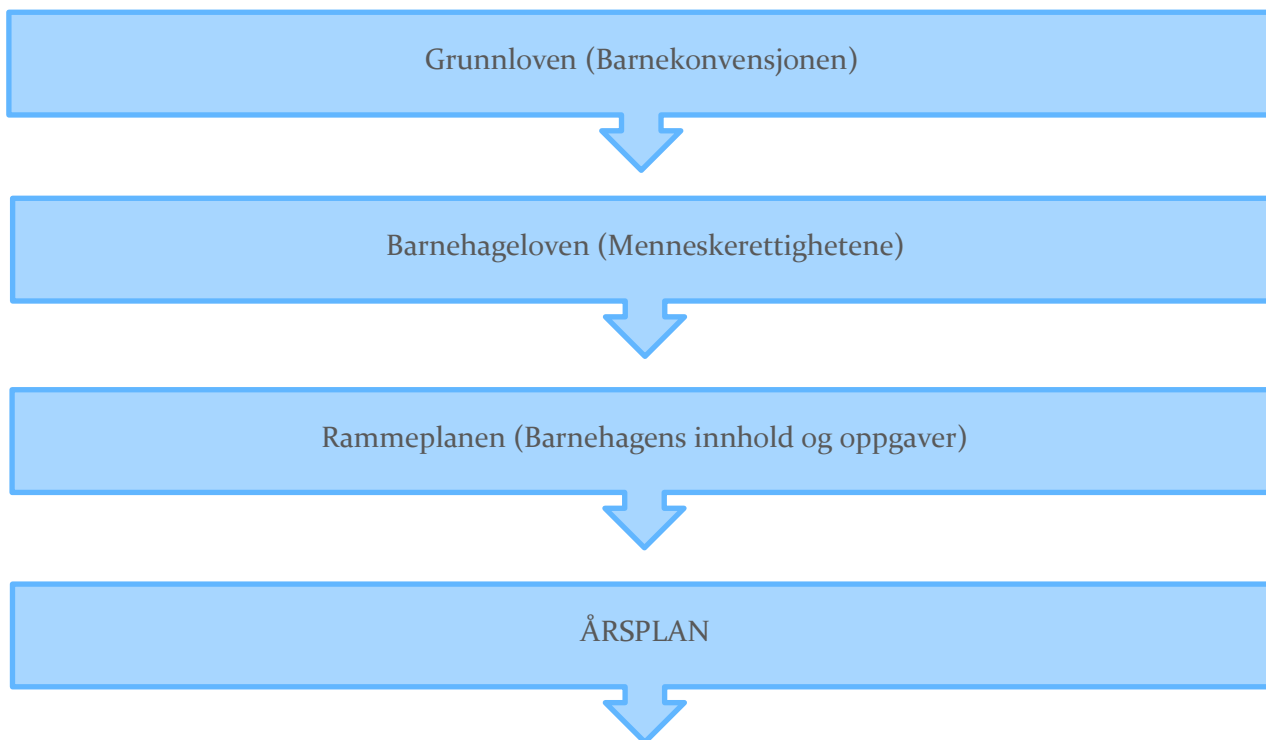 Grunnloven (Barnekonvensjonen)
Barnehageloven (Menneskerettighetene)
Rammeplanen (Barnehagens innhold og oppgaver)
ÅRSPLAN